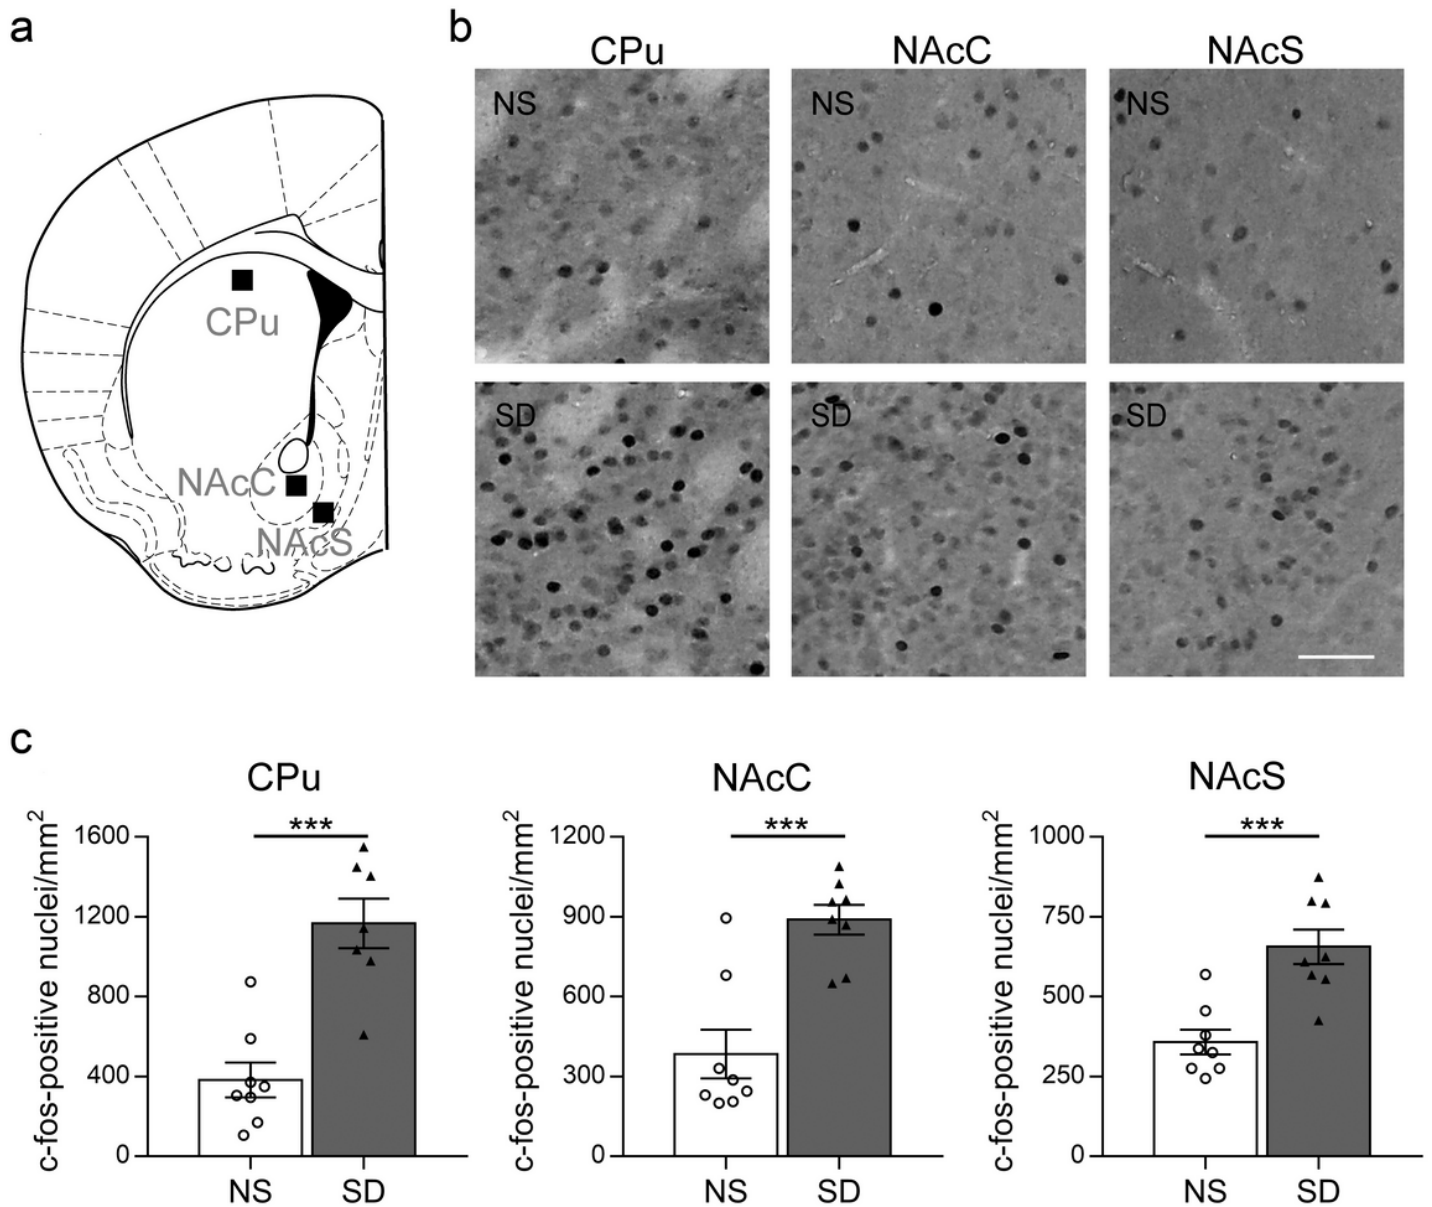 a
CPu
NAcC
NAcS
b
CPu NAcC NAcS
NS NS NS
SD SD SD
c
CPu
c-fos-positive nuclei/mm²
1600
1200
800
400
0
***
NS SD
NAcC
c-fos-positive nuclei/mm²
1200
900
600
300
0
***
NS SD
NAcS
c-fos-positive nuclei/mm²
1000
750
500
250
0
***
NS SD